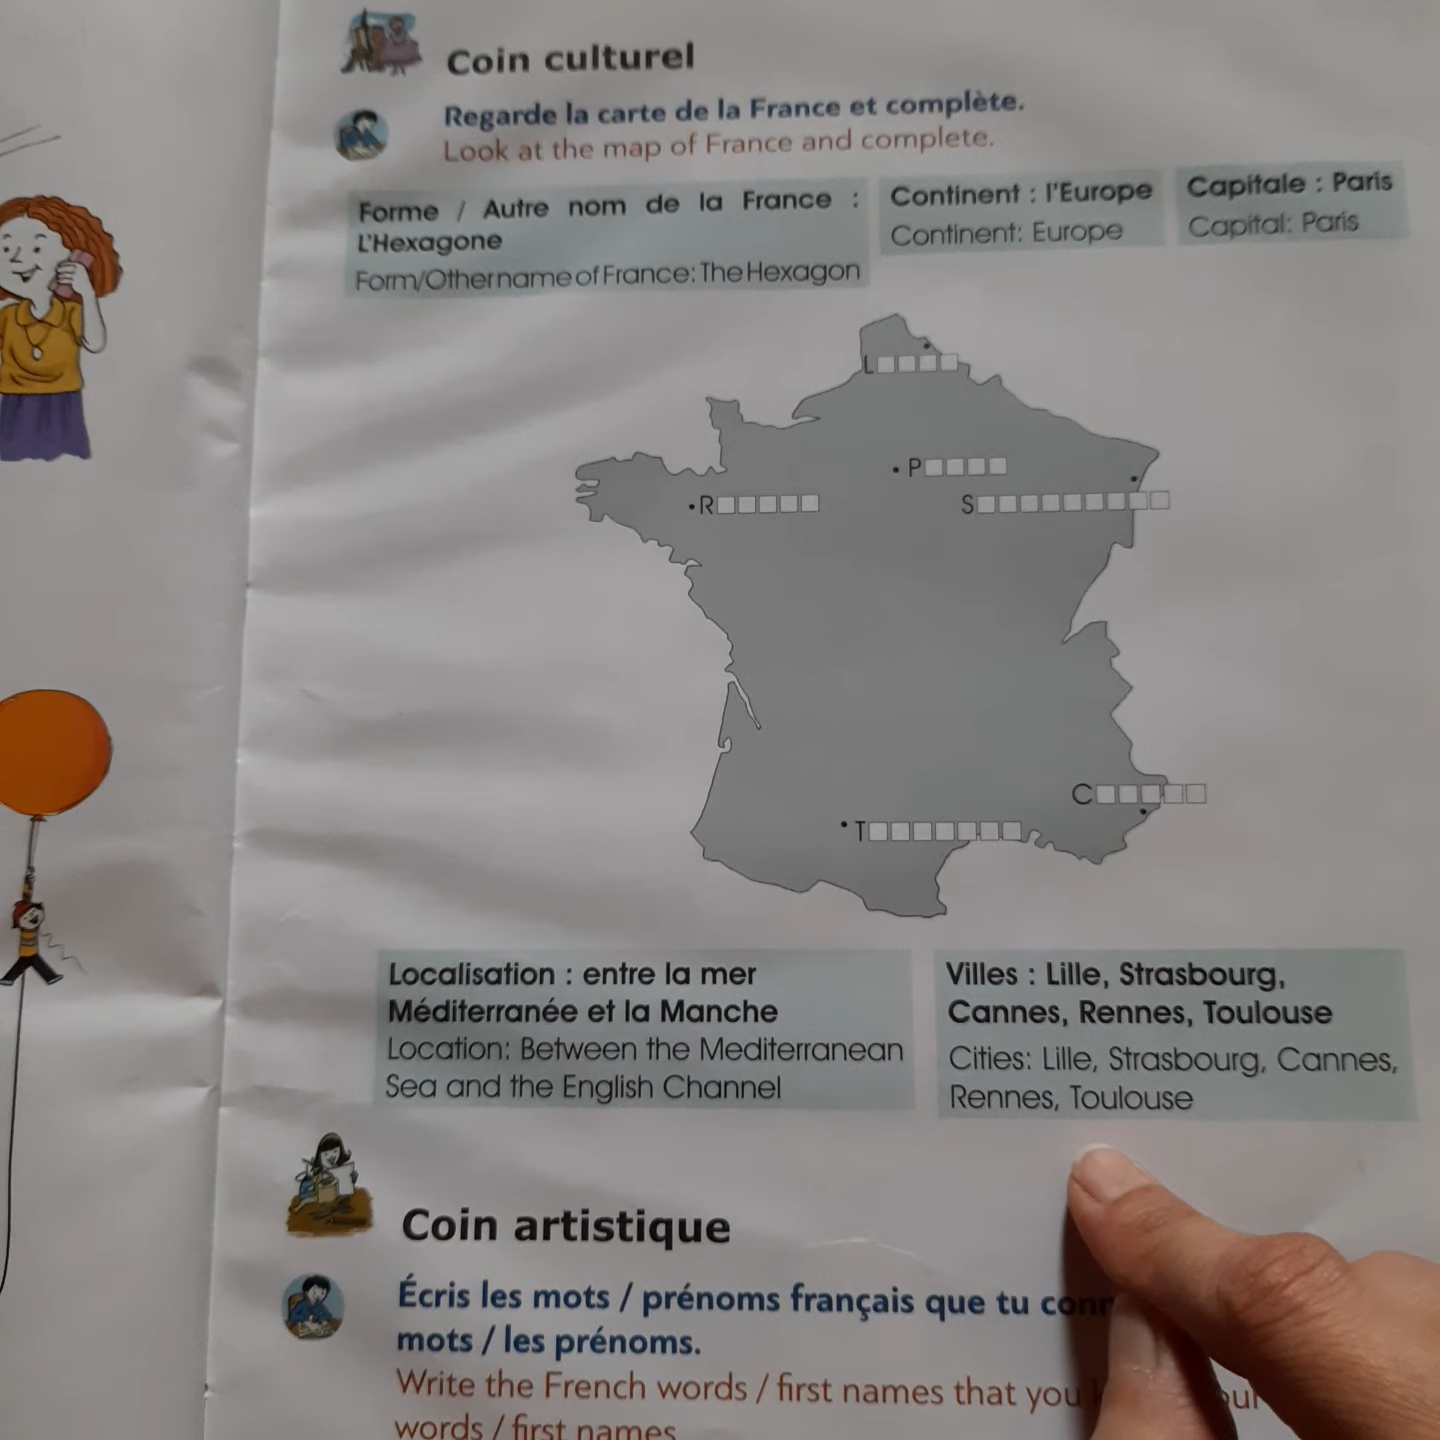 Coin culturel
Regarde la carte de la France et complète.
Look at the map of France and complete.
Forme / Autre nom de la France :
L'Hexagone
Form/Other name of France: The Hexagon
Continent : l'Europe
Continent: Europe
Capitale : Paris
Capital: Paris
L
P
R
S
C
T
Localisation : entre la mer
Méditerranée et la Manche
Location: Between the Mediterranean
Sea and the English Channel
Villes : Lille, Strasbourg,
Cannes, Rennes, Toulouse
Cities: Lille, Strasbourg, Cannes,
Rennes, Toulouse
Coin artistique
Écris les mots / prénoms français que tu
mots / les prénoms.
Write the French words / first names that you
words / first names